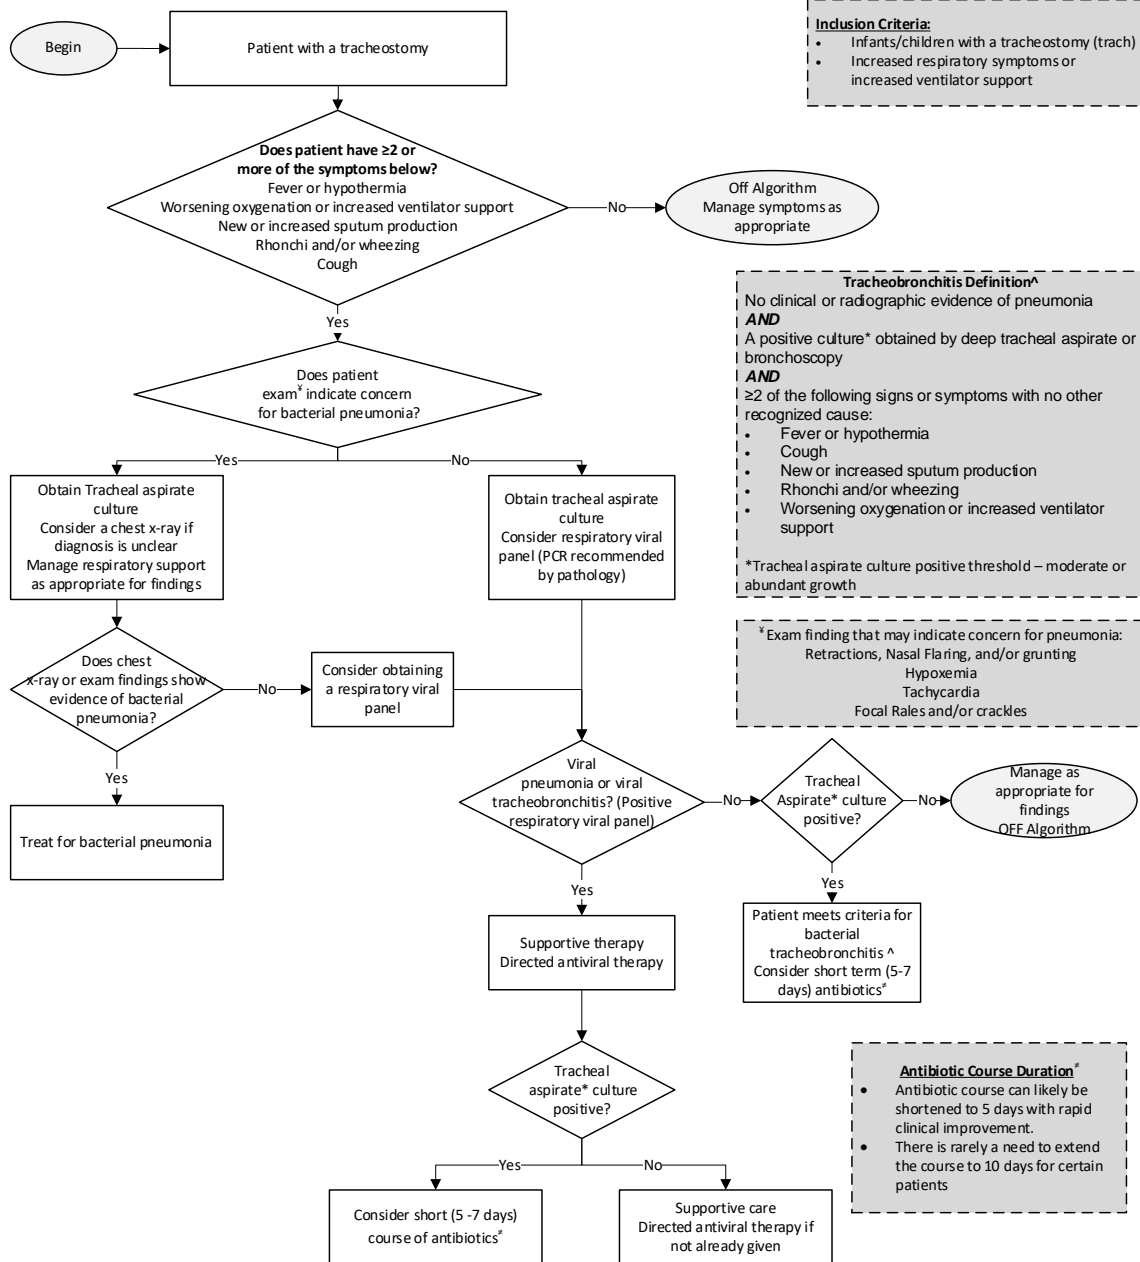 Begin
Patient with a tracheostomy
Inclusion Criteria:
• Infants/children with a tracheostomy (trach)
• Increased respiratory symptoms or
increased ventilator support
Does patient have ≥2 or
more of the symptoms below?
Fever or hypothermia
Worsening oxygenation or increased ventilator support
New or increased sputum production
Rhonchi and/or wheezing
Cough
No
Off Algorithm
Manage symptoms as
appropriate
Yes
Tracheobronchitis Definition^
No clinical or radiographic evidence of pneumonia
AND
A positive culture* obtained by deep tracheal aspirate or
bronchoscopy
AND
≥2 of the following signs or symptoms with no other
recognized cause:
• Fever or hypothermia
• Cough
• New or increased sputum production
• Rhonchi and/or wheezing
• Worsening oxygenation or increased ventilator
support
*Tracheal aspirate culture positive threshold – moderate or
abundant growth
Does patient
exam¥ indicate concern
for bacterial pneumonia?
Yes
No
Obtain Tracheal aspirate
culture
Consider a chest x-ray if
diagnosis is unclear
Manage respiratory support
as appropriate for findings
Obtain tracheal aspirate
culture
Consider respiratory viral
panel (PCR recommended
by pathology)
¥ Exam finding that may indicate concern for pneumonia:
Retractions, Nasal Flaring, and/or grunting
Hypoxemia
Tachycardia
Focal Rales and/or crackles
Does chest
x-ray or exam findings show
evidence of bacterial
pneumonia?
No
Consider obtaining
a respiratory viral
panel
Yes
Treat for bacterial pneumonia
Viral
pneumonia or viral
tracheobronchitis? (Positive
respiratory viral panel)
No
Tracheal
Aspirate* culture
positive?
No
Manage as
appropriate for
findings
OFF Algorithm
Yes
Yes
Supportive therapy
Directed antiviral therapy
Patient meets criteria for
bacterial
tracheobronchitis ^
Consider short term (5-7
days) antibiotics≠
Tracheal
aspirate* culture
positive?
Antibiotic Course Duration≠
• Antibiotic course can likely be
shortened to 5 days with rapid
clinical improvement.
• There is rarely a need to extend
the course to 10 days for certain
patients
Yes
No
Consider short (5 -7 days)
course of antibiotics≠
Supportive care
Directed antiviral therapy if
not already given